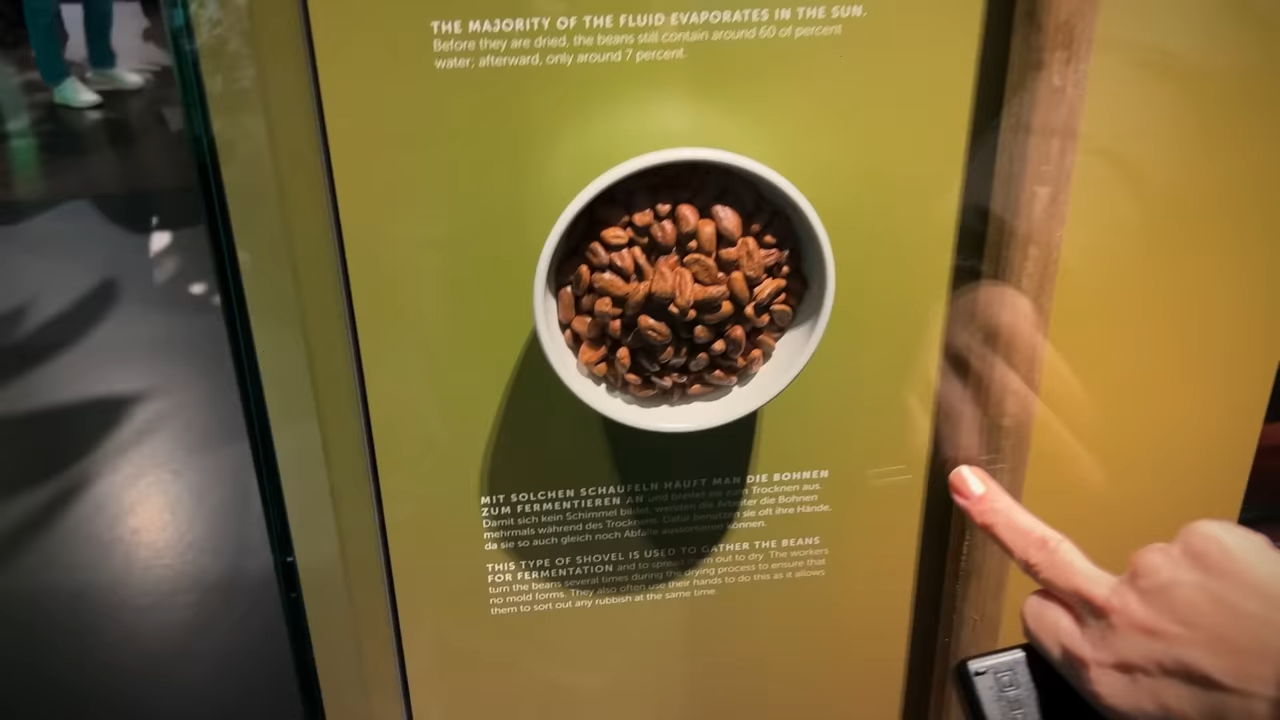 THE MAJORITY OF THE FLUID EVAPORATES IN THE SUN.
Before they are dried, the beans still contain around 60 of percent
water; afterward, only around 7 percent.
MIT SOLCHEN SCHAUFELN HÄUFT MAN DIE BOHNEN
ZUM FERMENTIEREN AN und breitet sie zum Trocknen aus.
Damit sich kein Schimmel bildet, wenden die Arbeiter die Bohnen
mehrmals während des Trocknens. Dafür benutzen sie oft ihre Hände,
da sie so auch gleich noch Abfälle aussortieren können.
THIS TYPE OF SHOVEL IS USED TO GATHER THE BEANS
FOR FERMENTATION and to spread them out to dry. The workers
turn the beans several times during the drying process to ensure that
no mold forms. They also often use their hands to do this as it allows
them to sort out any rubbish at the same time.